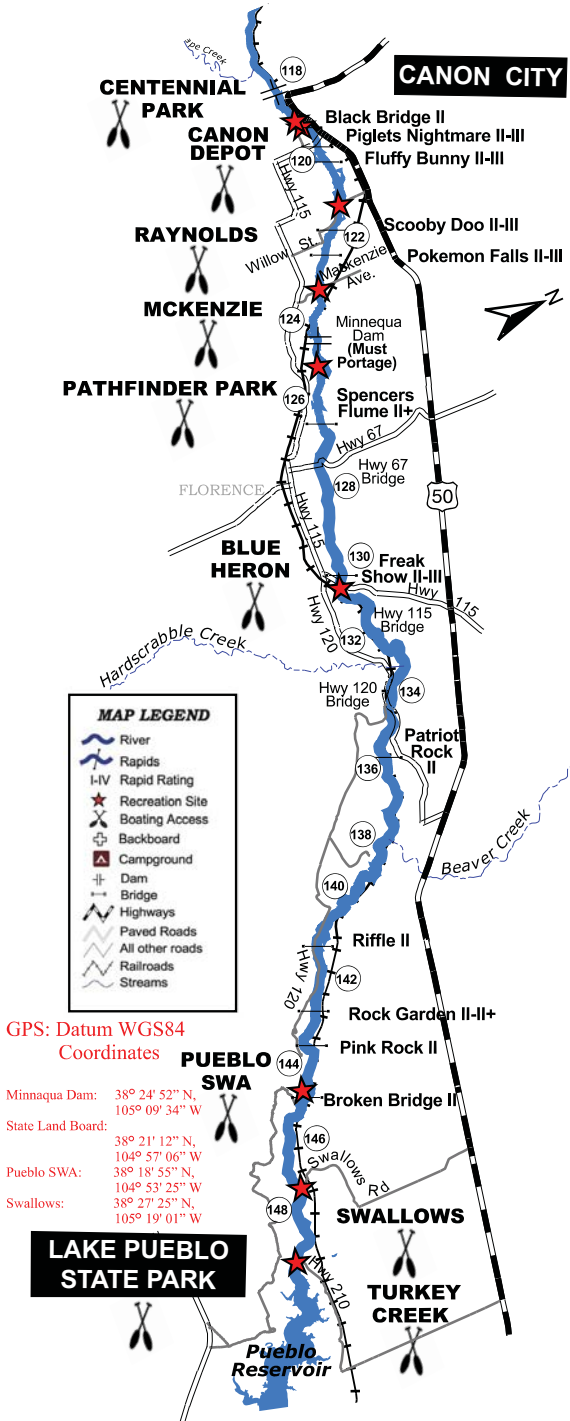 ape Creek
118
CANON CITY
CENTENNIAL
PARK
Black Bridge II
Piglets Nightmare II-III
CANON
DEPOT
120
Fluffy Bunny II-III
Hwy 115
Scooby Doo II-III
RAYNOLDS
122
Willow St.
Pokemon Falls II-III
Mackenzie
Ave.
N
MCKENZIE
124
Minnequa
Dam
(Must
Portage)
PATHFINDER PARK
126
Spencers
Flume II+
Hwy 67
Hwy 67
Bridge
FLORENCE
128
50
Hwy 115
BLUE
HERON
130
Freak
Show II-III
Hwy 115
Hwy 115
Bridge
Hwy 120
132
Hardscrabble Creek
Hwy 120
Bridge
134
MAP LEGEND
River
Rapids
I-IV Rapid Rating
Recreation Site
Boating Access
Backboard
Campground
Dam
Bridge
Highways
Paved Roads
All other roads
Railroads
Streams
Patriot
Rock
II
136
138
Beaver Creek
140
Riffle II
Hwy 120
142
Rock Garden II-II+
Pink Rock II
GPS: Datum WGS84
Coordinates
144
PUEBLO
SWA
Broken Bridge II
Minnaqua Dam: 38° 24' 52" N,
105° 09' 34" W
State Land Board:
38° 21' 12" N,
104° 57' 06" W
Pueblo SWA: 38° 18' 55" N,
104° 53' 25" W
Swallows: 38° 27' 25" N,
105° 19' 01" W
146
Swallows Rd
148
SWALLOWS
LAKE PUEBLO
STATE PARK
Hwy 210
TURKEY
CREEK
Pueblo
Reservoir